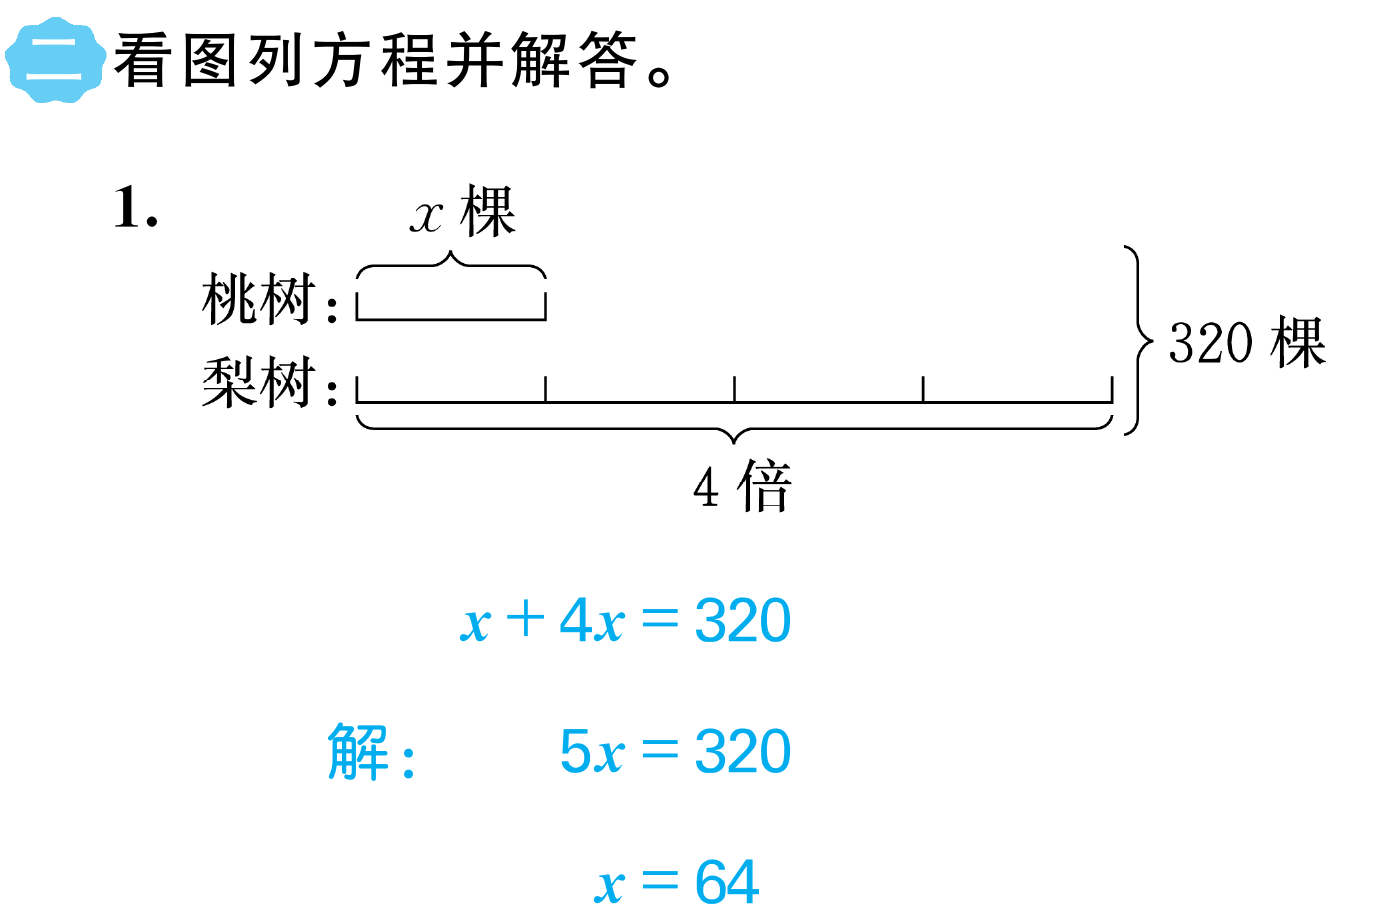 二 看图列方程并解答。
1.
x 棵
桃树：
320 棵
梨树：
4 倍
x + 4x = 320
解： 5x = 320
x = 64